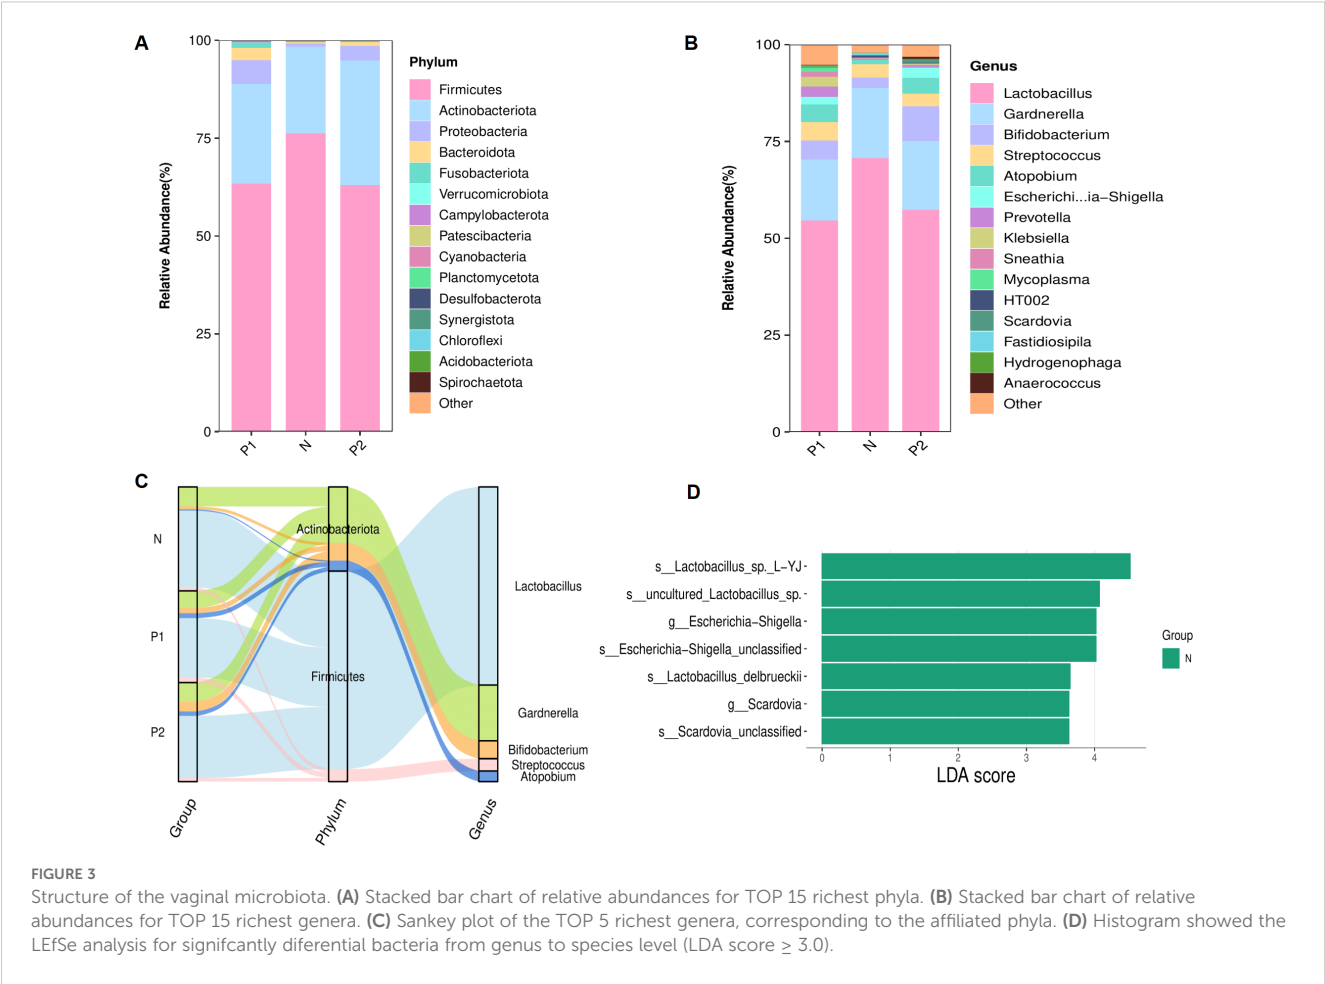 A
100
75
50
25
0
Relative Abundance(%)
P1
N
P2
Phylum
Firmicutes
Actinobacteriota
Proteobacteria
Bacteroidota
Fusobacteriota
Verrucomicrobiota
Campylobacterota
Patescibacteria
Cyanobacteria
Planctomycetota
Desulfobacterota
Synergistota
Chloroflexi
Acidobacteriota
Spirochaetota
Other
B
100
75
50
25
0
Relative Abundance(%)
P1
N
P2
Genus
Lactobacillus
Gardnerella
Bifidobacterium
Streptococcus
Atopobium
Escherichi...ia−Shigella
Prevotella
Klebsiella
Sneathia
Mycoplasma
HT002
Scardovia
Fastidiosipila
Hydrogenophaga
Anaerococcus
Other
C
N
P1
P2
Actinobacteriota
Firmicutes
Lactobacillus
Gardnerella
Bifidobacterium
Streptococcus
Atopobium
Group
Phylum
Genus
D
s__Lactobacillus_sp._L−YJ
s__uncultured_Lactobacillus_sp.
g__Escherichia−Shigella
s__Escherichia−Shigella_unclassified
s__Lactobacillus_delbrueckii
g__Scardovia
s__Scardovia_unclassified
0 1 2 3 4
LDA score
Group
N
FIGURE 3
Structure of the vaginal microbiota. (A) Stacked bar chart of relative abundances for TOP 15 richest phyla. (B) Stacked bar chart of relative
abundances for TOP 15 richest genera. (C) Sankey plot of the TOP 5 richest genera, corresponding to the affiliated phyla. (D) Histogram showed the
LEfSe analysis for signifcantly diferential bacteria from genus to species level (LDA score ≥ 3.0).